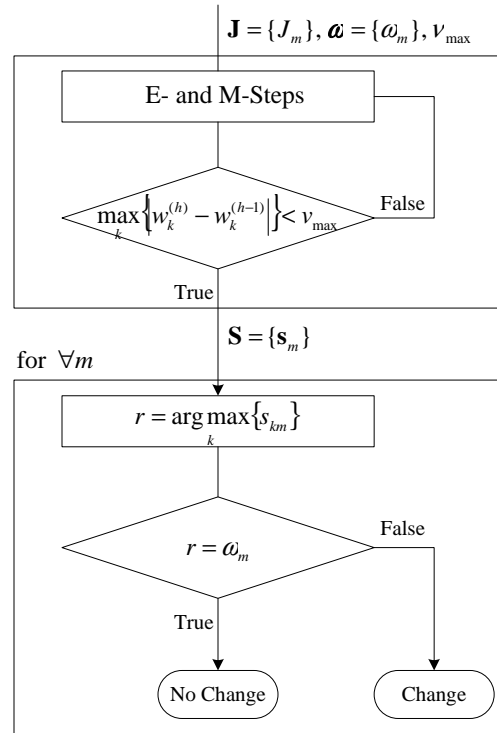 J = {J_m}, ω = {ω_m}, ν_max
E- and M-Steps
max_k {|w_k^(h) − w_k^(h−1)|} < ν_max
False
True
S = {s_m}
for ∀m
r = arg max_k {s_km}
False
r = ω_m
True
No Change
Change